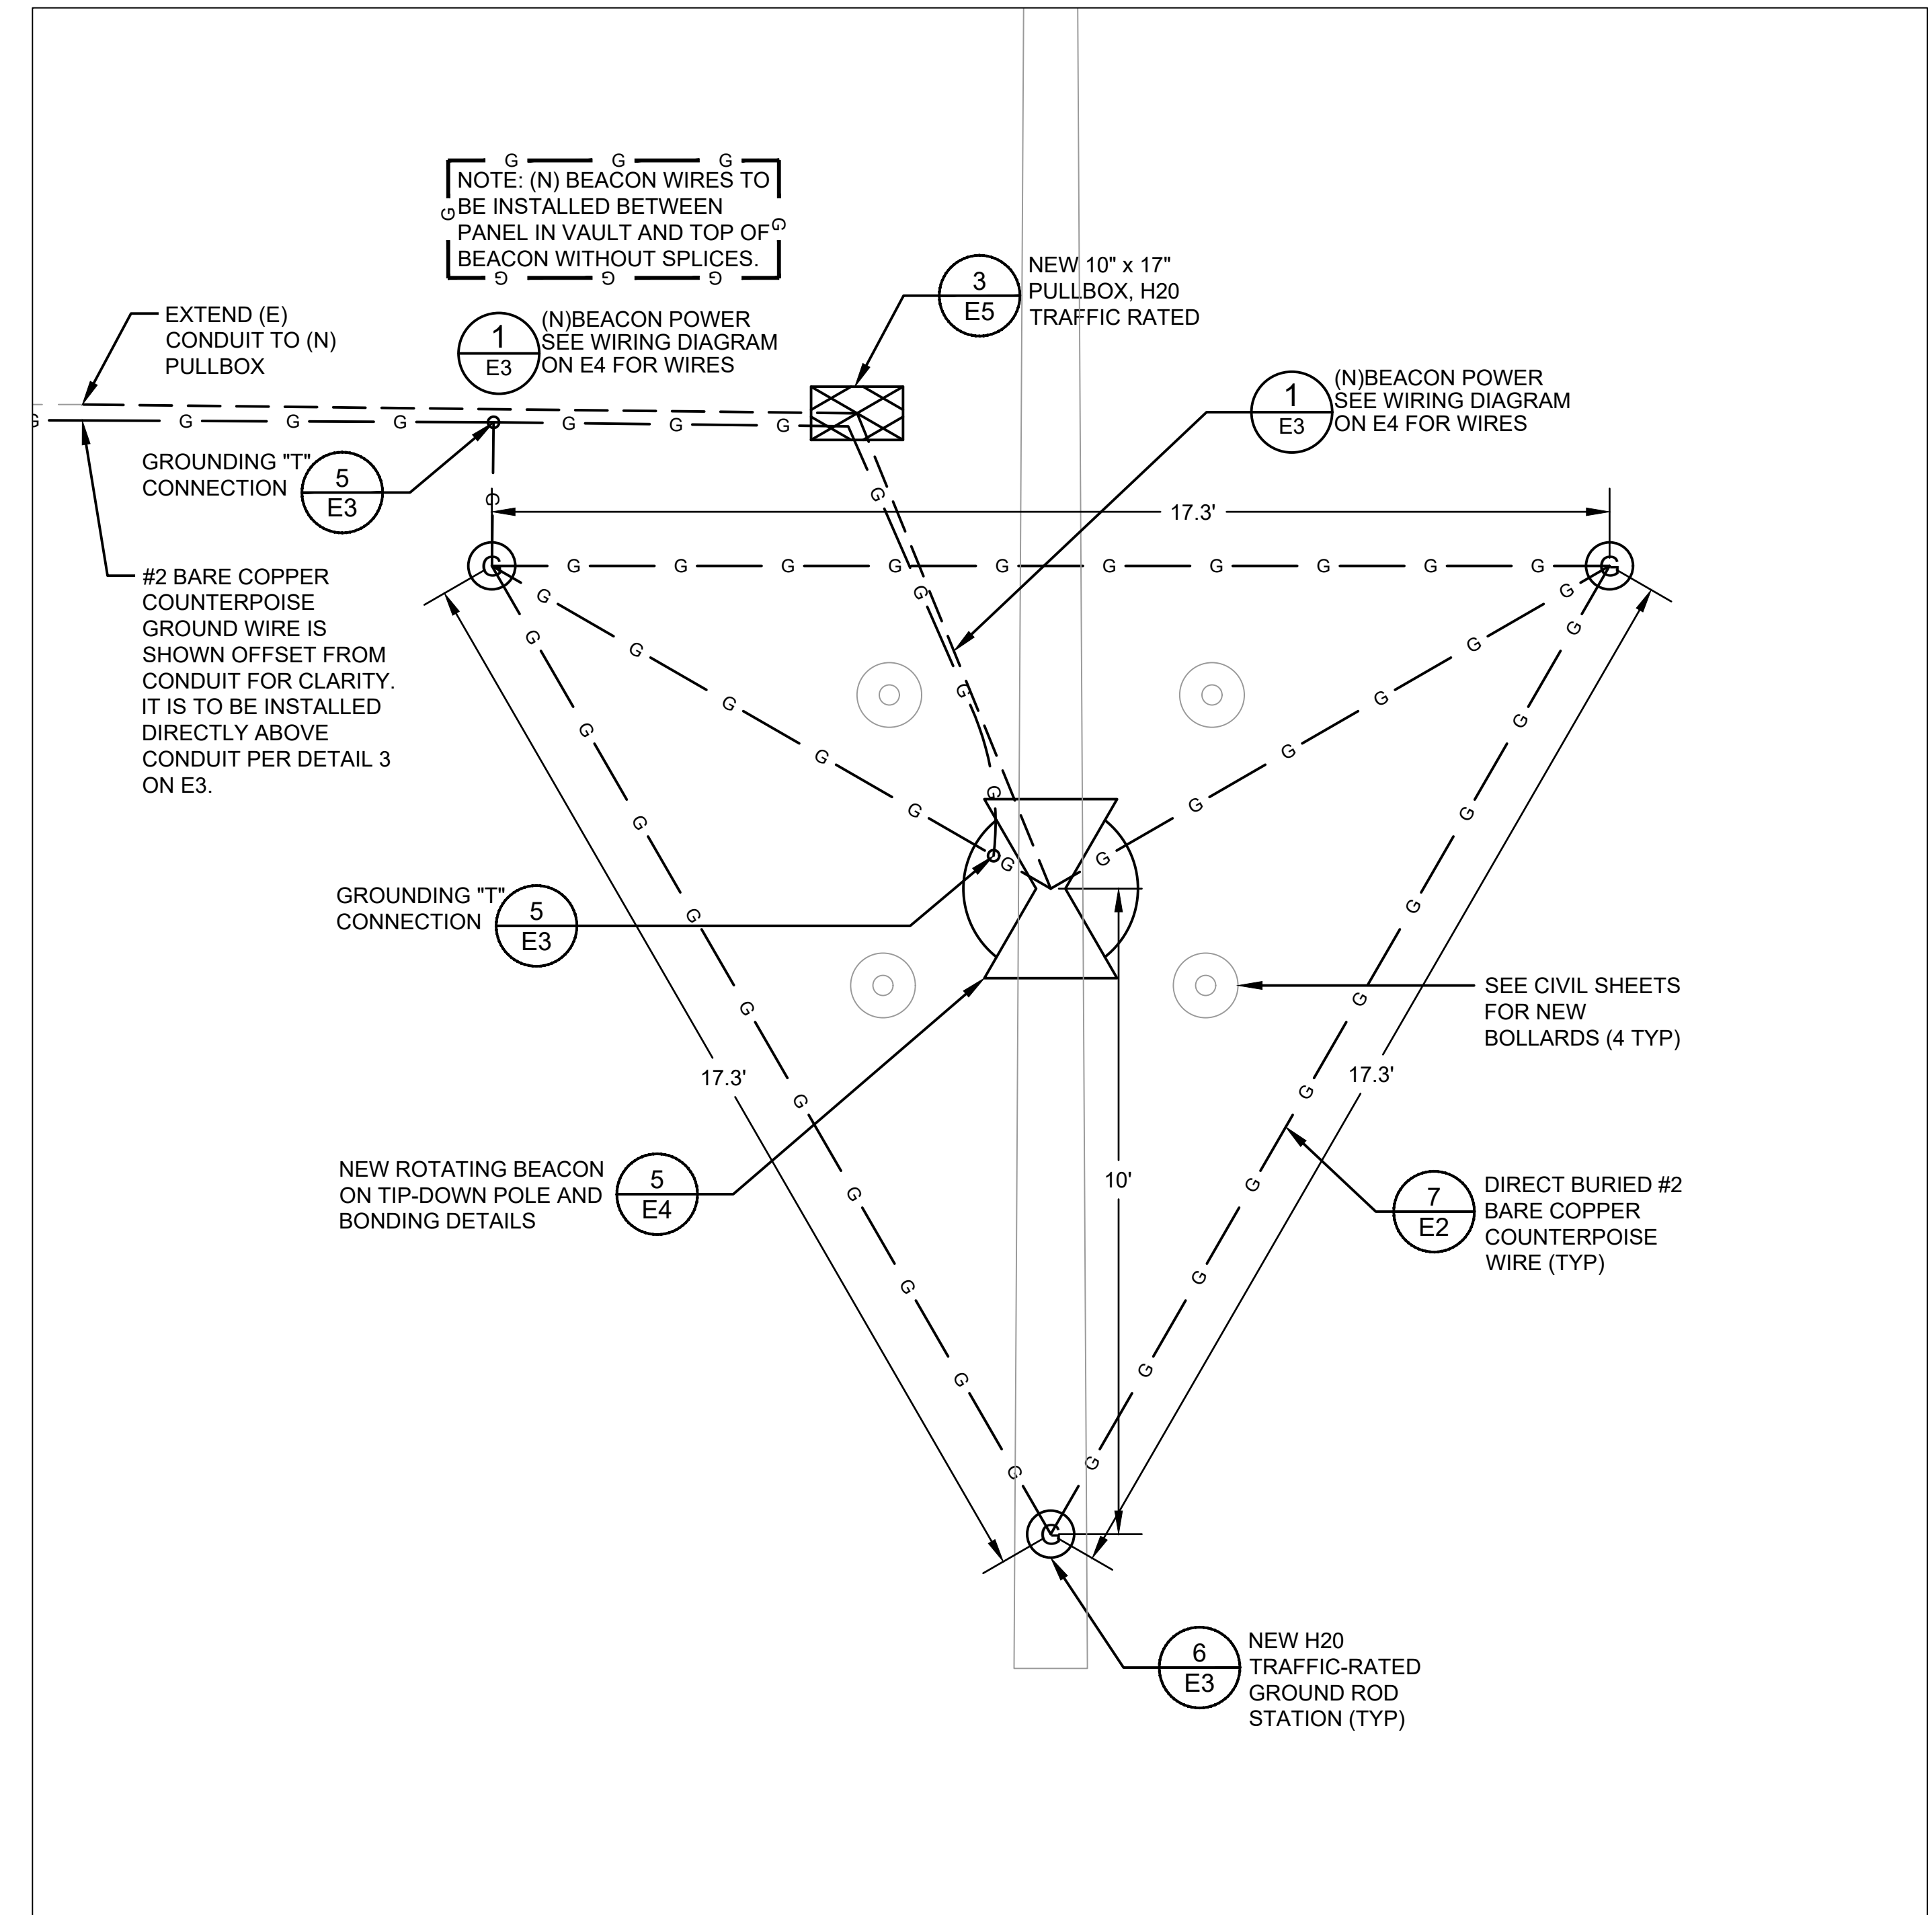 G G G
NOTE: (N) BEACON WIRES TO
BE INSTALLED BETWEEN
PANEL IN VAULT AND TOP OF
BEACON WITHOUT SPLICES.
G G
G G G
3
E5
NEW 10" x 17"
PULLBOX, H20
TRAFFIC RATED
EXTEND (E)
CONDUIT TO (N)
PULLBOX
1
E3
(N)BEACON POWER
SEE WIRING DIAGRAM
ON E4 FOR WIRES
1
E3
(N)BEACON POWER
SEE WIRING DIAGRAM
ON E4 FOR WIRES
G G G G G G G
GROUNDING "T"
CONNECTION
5
E3
G
17.3'
G G G G G G G G G G G G
#2 BARE COPPER
COUNTERPOISE
GROUND WIRE IS
SHOWN OFFSET FROM
CONDUIT FOR CLARITY.
IT IS TO BE INSTALLED
DIRECTLY ABOVE
CONDUIT PER DETAIL 3
ON E3.
G G G G
G G G G G G
G G G G G G
GROUNDING "T"
CONNECTION
5
E3
SEE CIVIL SHEETS
FOR NEW
BOLLARDS (4 TYP)
17.3'
17.3'
G G G G G G G G G G
G G G G G G G G G G
10'
NEW ROTATING BEACON
ON TIP-DOWN POLE AND
BONDING DETAILS
5
E4
7
E2
DIRECT BURIED #2
BARE COPPER
COUNTERPOISE
WIRE (TYP)
G
6
E3
NEW H20
TRAFFIC-RATED
GROUND ROD
STATION (TYP)